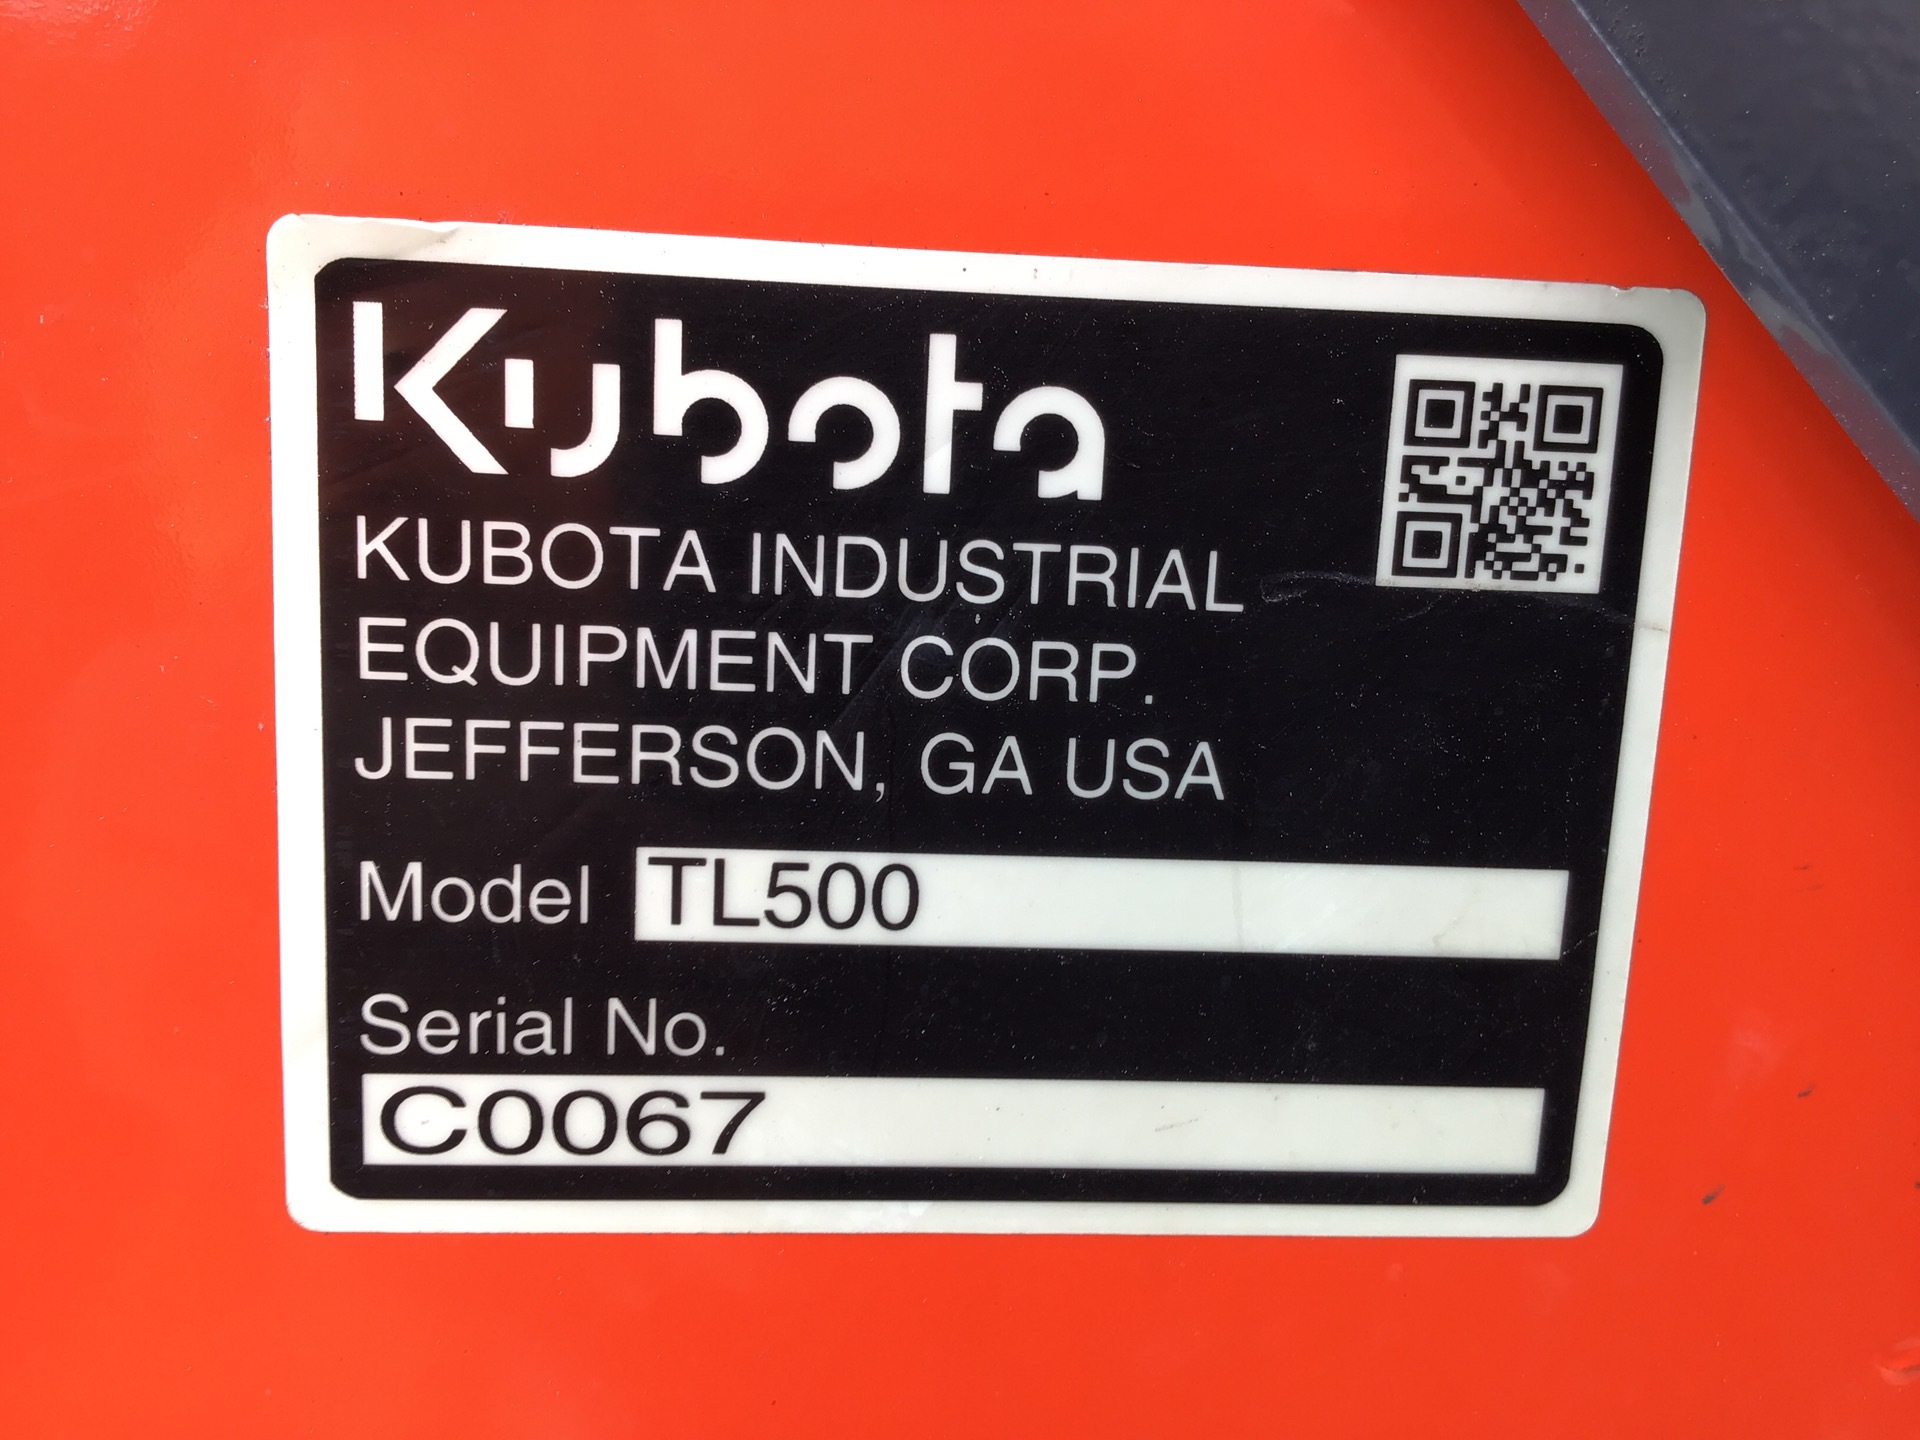 Kubota
KUBOTA INDUSTRIAL
EQUIPMENT CORP.
JEFFERSON, GA USA
Model TL500
Serial No.
C0067